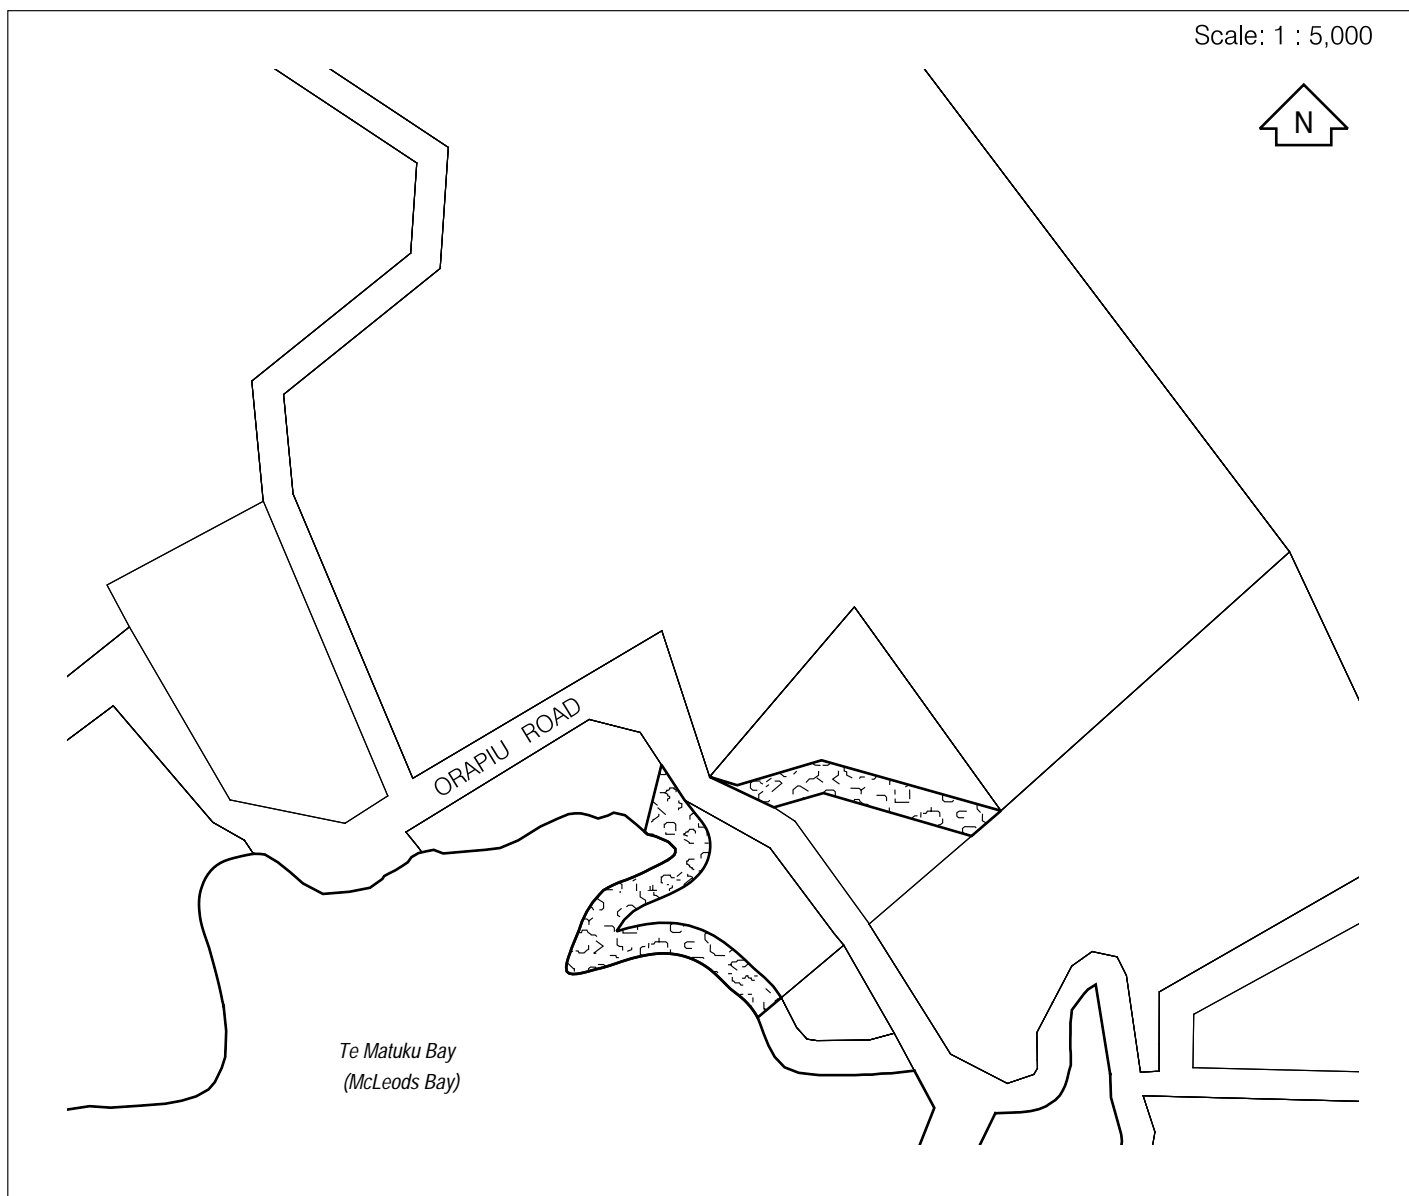 Scale: 1 : 5,000
N
ORAPIU ROAD
Te Matuku Bay
(McLeods Bay)